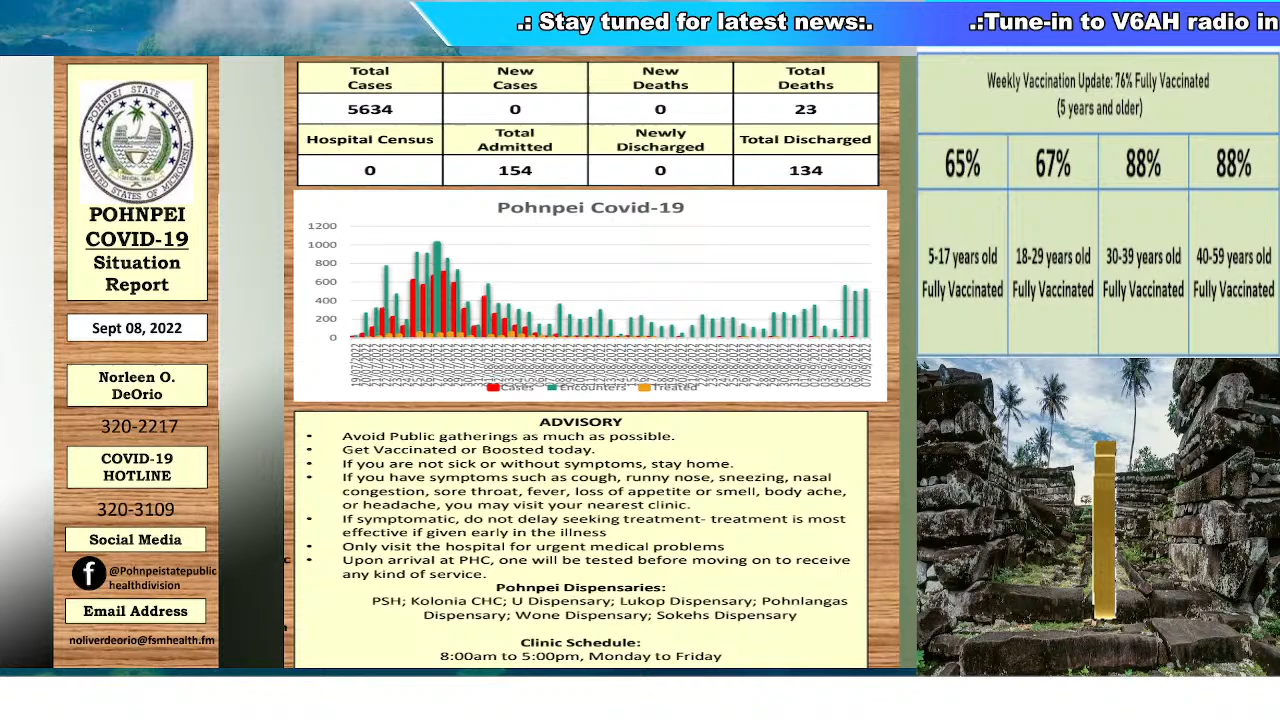 .: Stay tuned for latest news:.
.:Tune-in to V6AH radio in
POHNPEI STATE SEAL
FEDERATED STATES OF MICRONESIA
POHNPEI
COVID-19
Situation
Report
Sept 08, 2022
Norleen O.
DeOrio
320-2217
COVID-19
HOTLINE
320-3109
Social Media
f
@Pohnpeistatepublic
healthdivision
Email Address
noliverdeorio@fsmhealth.fm
Total Cases
New Cases
New Deaths
Total Deaths
5634
0
0
23
Hospital Census
Total Admitted
Newly Discharged
Total Discharged
0
154
0
134
Pohnpei Covid-19
1200
1000
800
600
400
200
0
Cases
Encounters
Treated
ADVISORY
• Avoid Public gatherings as much as possible.
• Get Vaccinated or Boosted today.
• If you are not sick or without symptoms, stay home.
• If you have symptoms such as cough, runny nose, sneezing, nasal
congestion, sore throat, fever, loss of appetite or smell, body ache,
or headache, you may visit your nearest clinic.
• If symptomatic, do not delay seeking treatment- treatment is most
effective if given early in the illness
• Only visit the hospital for urgent medical problems
• Upon arrival at PHC, one will be tested before moving on to receive
any kind of service.
Pohnpei Dispensaries:
PSH; Kolonia CHC; U Dispensary; Lukop Dispensary; Pohnlangas
Dispensary; Wone Dispensary; Sokehs Dispensary
Clinic Schedule:
8:00am to 5:00pm, Monday to Friday
Weekly Vaccination Update: 76% Fully Vaccinated
(5 years and older)
65%
67%
88%
88%
5-17 years old
Fully Vaccinated
18-29 years old
Fully Vaccinated
30-39 years old
Fully Vaccinated
40-59 years old
Fully Vaccinated